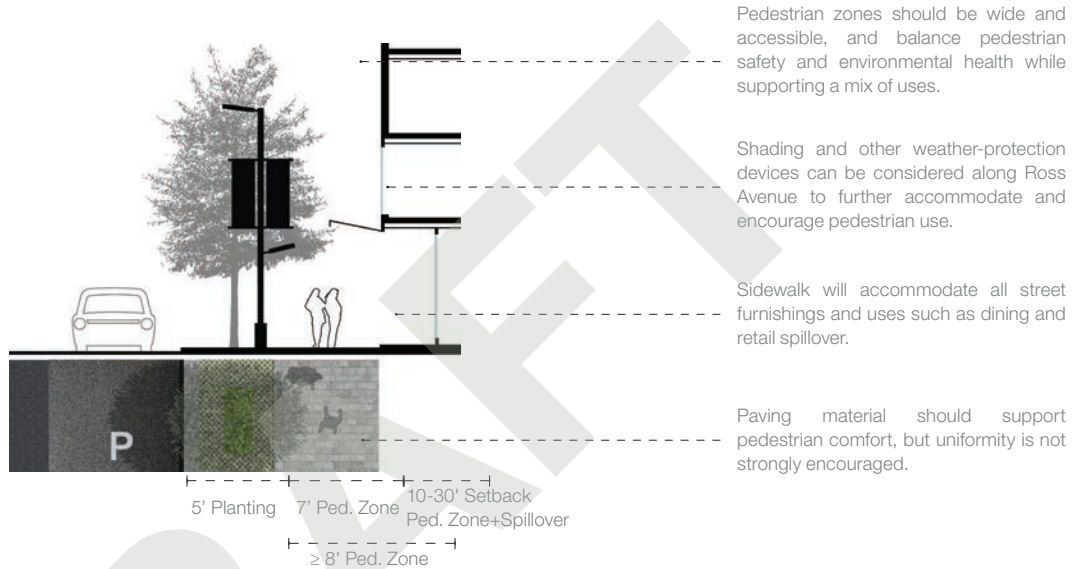 Pedestrian zones should be wide and
accessible, and balance pedestrian
safety and environmental health while
supporting a mix of uses.
Shading and other weather-protection
devices can be considered along Ross
Avenue to further accommodate and
encourage pedestrian use.
Sidewalk will accommodate all street
furnishings and uses such as dining and
retail spillover.
Paving material should support
pedestrian comfort, but uniformity is not
strongly encouraged.
P
5' Planting
7' Ped. Zone
10-30' Setback
Ped. Zone+Spillover
≥ 8' Ped. Zone
DRAFT